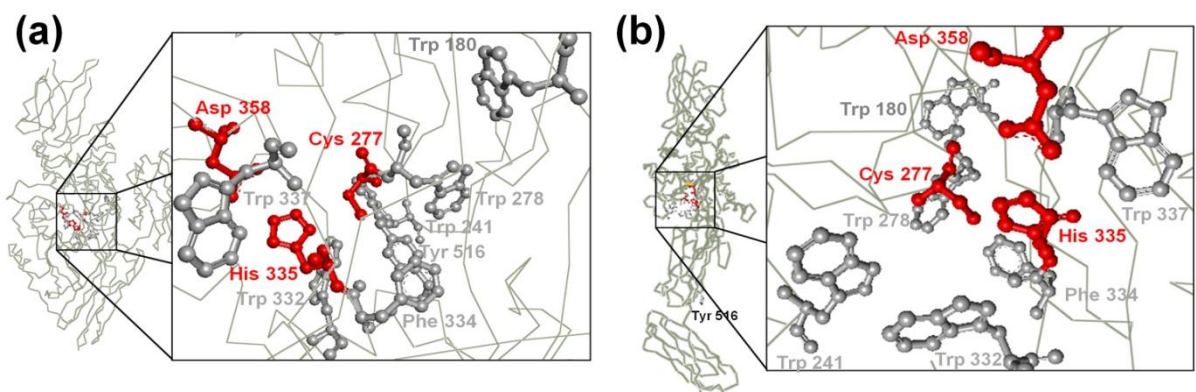 (a)
Trp 180
Asp 358
Cys 277
Trp 337
Trp 278
Trp 241
Tyr 516
His 335
Trp 332
Phe 334
(b)
Asp 358
Trp 180
Cys 277
Trp 278
Trp 337
His 335
Phe 334
Tyr 516
Trp 241
Trp 332